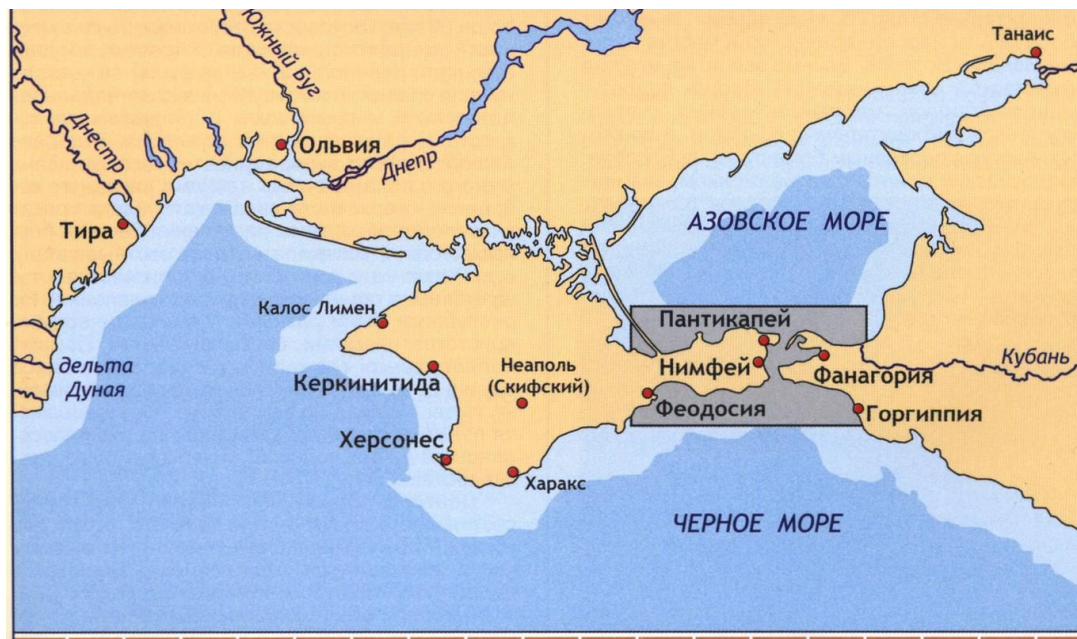 Танаис
Южный Буг
Днестр
Ольвия
Днепр
Тира
АЗОВСКОЕ МОРЕ
Калос Лимен
Пантикапей
дельта
Дуная
Керкинитида
Неаполь
(Скифский)
Нимфей
Кубань
Фанагория
Феодосия
Горгиппия
Херсонес
Харакс
ЧЕРНОЕ МОРЕ